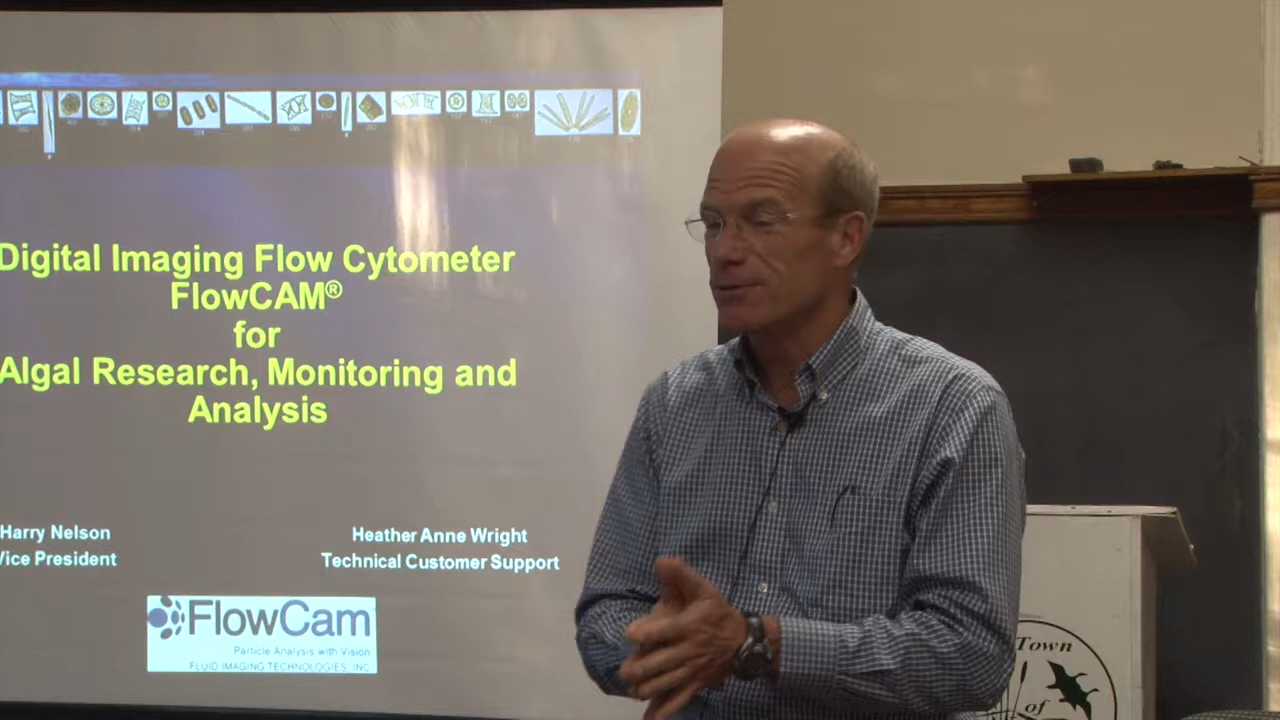 Digital Imaging Flow Cytometer
FlowCAM®
for
Algal Research, Monitoring and
Analysis
Harry Nelson
Vice President
Heather Anne Wright
Technical Customer Support
FlowCam
Particle Analysis with Vision
FLUID IMAGING TECHNOLOGIES, INC
Town
of